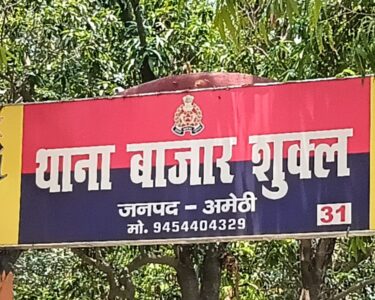 थाना बाजार शुक्ल
जनपद - अमेठी
मो. 9454404329
31